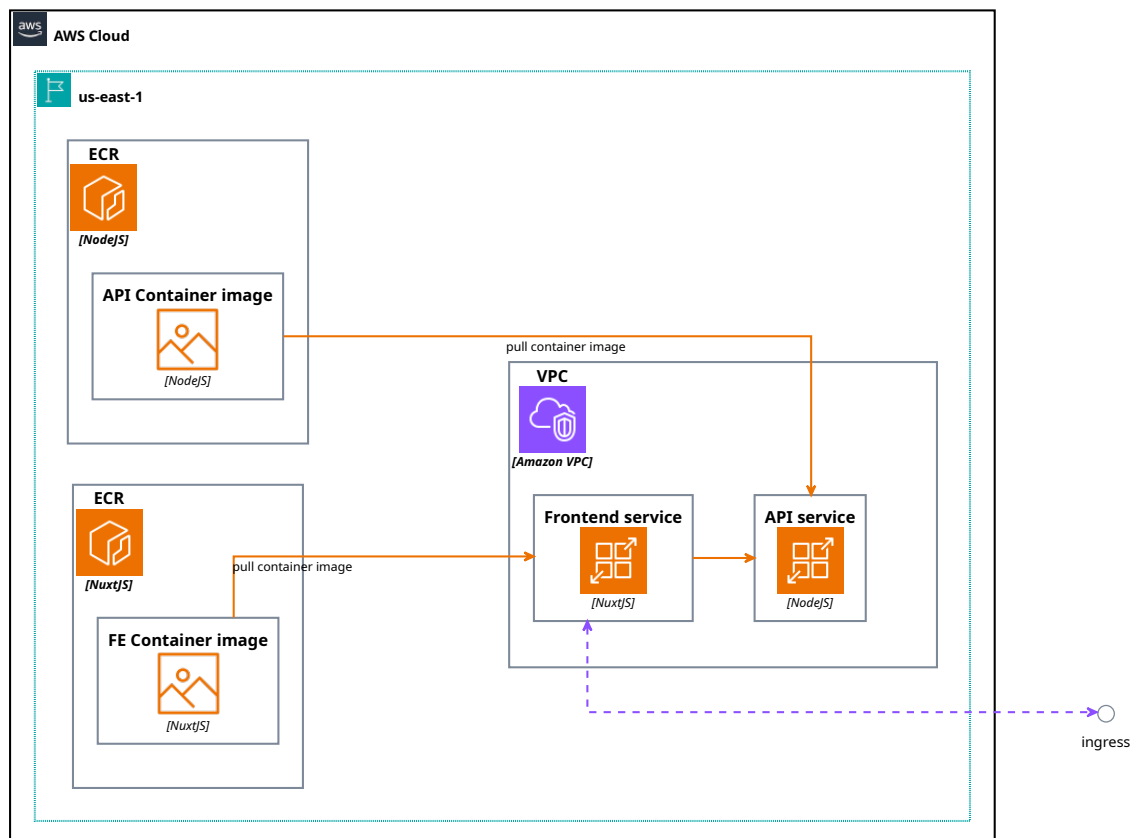 aws
AWS Cloud
us-east-1
ECR
[NodeJS]
API Container image
[NodeJS]
pull container image
VPC
[Amazon VPC]
Frontend service
[NuxtJS]
API service
[NodeJS]
ECR
[NuxtJS]
pull container image
FE Container image
[NuxtJS]
ingress